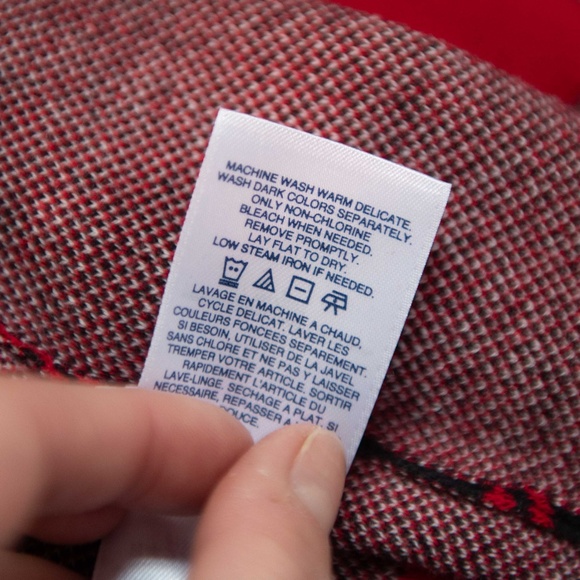 MACHINE WASH WARM DELICATE.
WASH DARK COLORS SEPARATELY.
ONLY NON-CHLORINE
BLEACH WHEN NEEDED.
REMOVE PROMPTLY.
LAY FLAT TO DRY.
LOW STEAM IRON IF NEEDED.
LAVAGE EN MACHINE A CHAUD,
CYCLE DELICAT. LAVER LES
COULEURS FONCEES SEPAREMENT.
SI BESOIN, UTILISER DE LA JAVEL
SANS CHLORE ET NE PAS Y LAISSER
TREMPER VOTRE ARTICLE. SORTIR
RAPIDEMENT L'ARTICLE DU
LAVE-LINGE. SECHAGE A PLAT. SI
NECESSAIRE, REPASSER A
DOUCE.